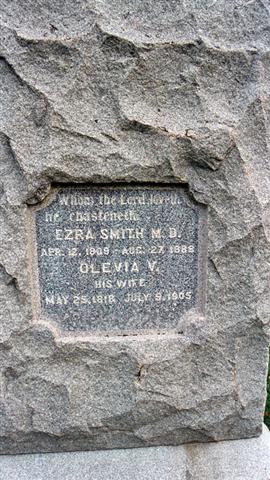 Whom the Lord loveth
he chasteneth.
EZRA SMITH M.D.
APR. 12, 1809 - AUG. 27, 1889
OLEVIA V.
HIS WIFE
MAY 25, 1818 JULY 9, 1905